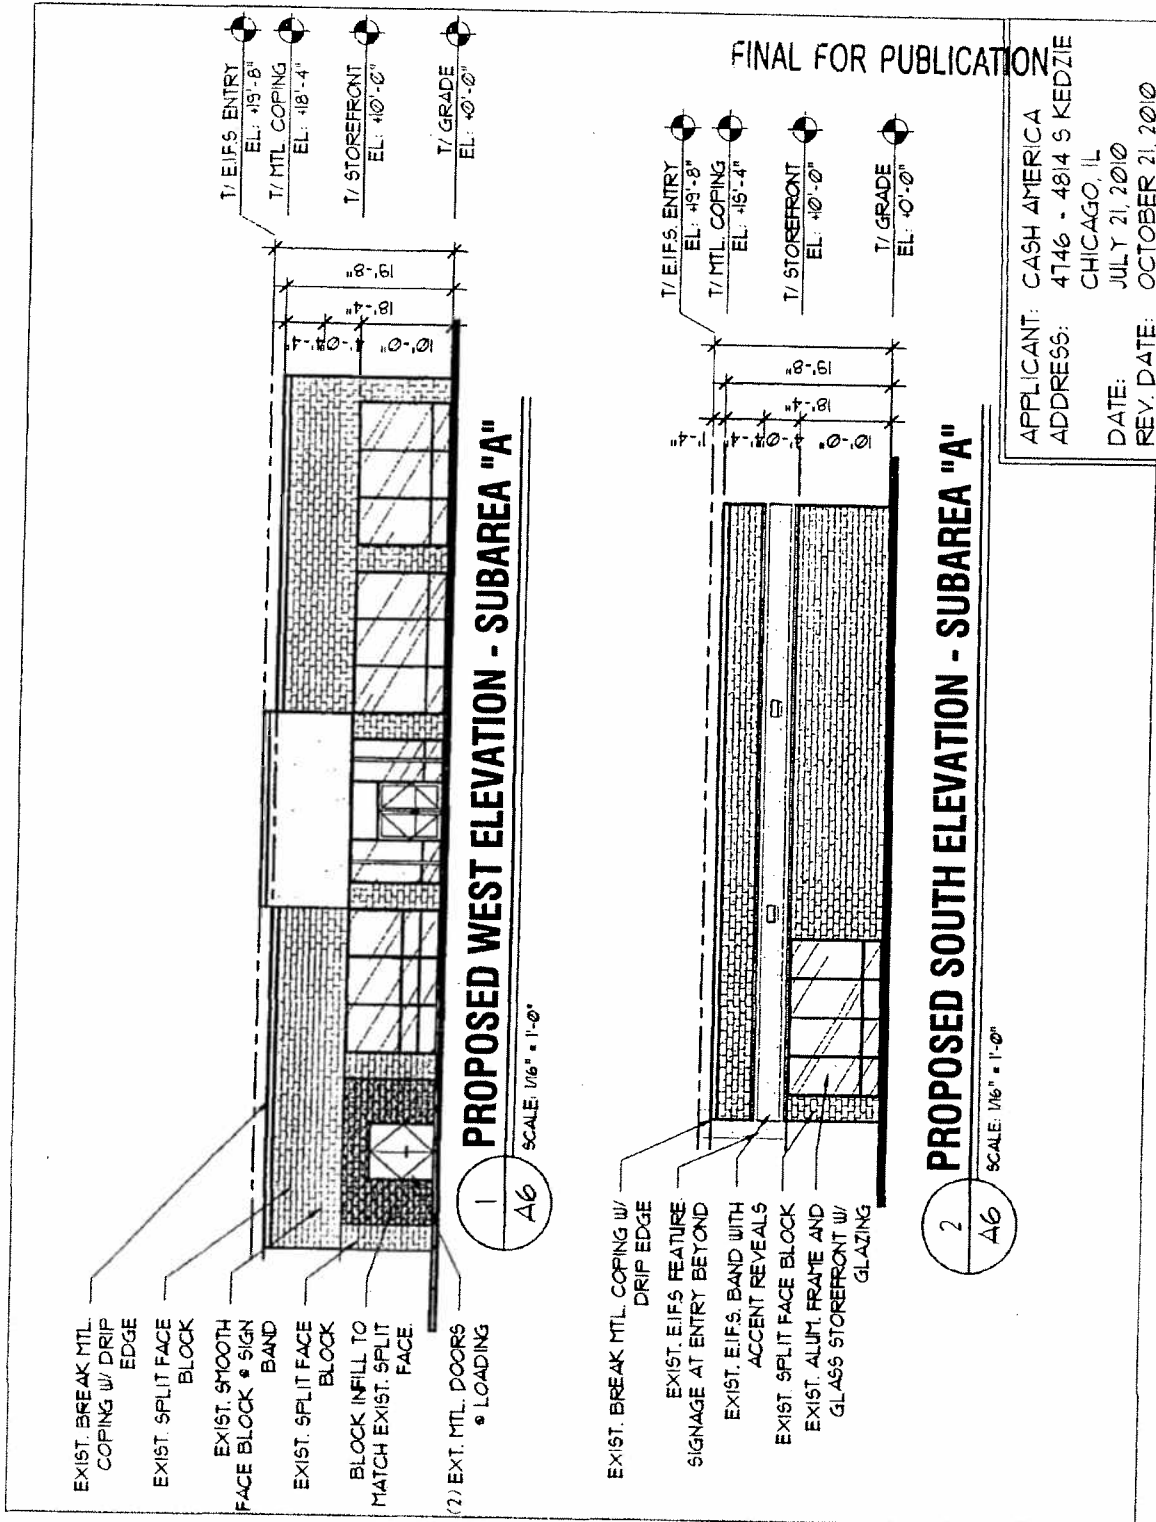 FINAL FOR PUBLICATION
EXIST. BREAK MTL.
COPING W/ DRIP
EDGE
EXIST. SPLIT FACE
BLOCK
EXIST. SMOOTH
FACE BLOCK @ SIGN
BAND
EXIST. SPLIT FACE
BLOCK
BLOCK INFILL TO
MATCH EXIST. SPLIT
FACE.
(2) EXT. MTL. DOORS
@ LOADING
T/ E.I.F.S ENTRY
EL: +19'-8"
T/ MTL. COPING
EL: +18'-4"
T/ STOREFRONT
EL: +10'-0"
T/ GRADE
EL: +0'-0"
19'-8"
18'-4"
4'-4"
4'-0"
10'-0"
1
A6
PROPOSED WEST ELEVATION - SUBAREA "A"
SCALE: 1/16" = 1'-0"
EXIST. BREAK MTL. COPING W/
DRIP EDGE
EXIST. E.I.F.S FEATURE
SIGNAGE AT ENTRY BEYOND
EXIST. E.I.F.S. BAND WITH
ACCENT REVEALS
EXIST SPLIT FACE BLOCK
EXIST. ALUM. FRAME AND
GLASS STOREFRONT W/
GLAZING
T/ E.I.F.S. ENTRY
EL: +19'-8"
T/ MTL. COPING
T/ STOREFRONT
EL: +10'-0"
T/ GRADE
EL: +0'-0"
19'-8"
18'-4"
1'-4"
4'-4"
4'-0"
10'-0"
2
A6
PROPOSED SOUTH ELEVATION - SUBAREA "A"
SCALE: 1/16" = 1'-0"
APPLICANT: CASH AMERICA
ADDRESS: 4746 - 4814 S KEDZIE
CHICAGO, IL
DATE: JULY 21, 2010
REV. DATE: OCTOBER 21, 2010